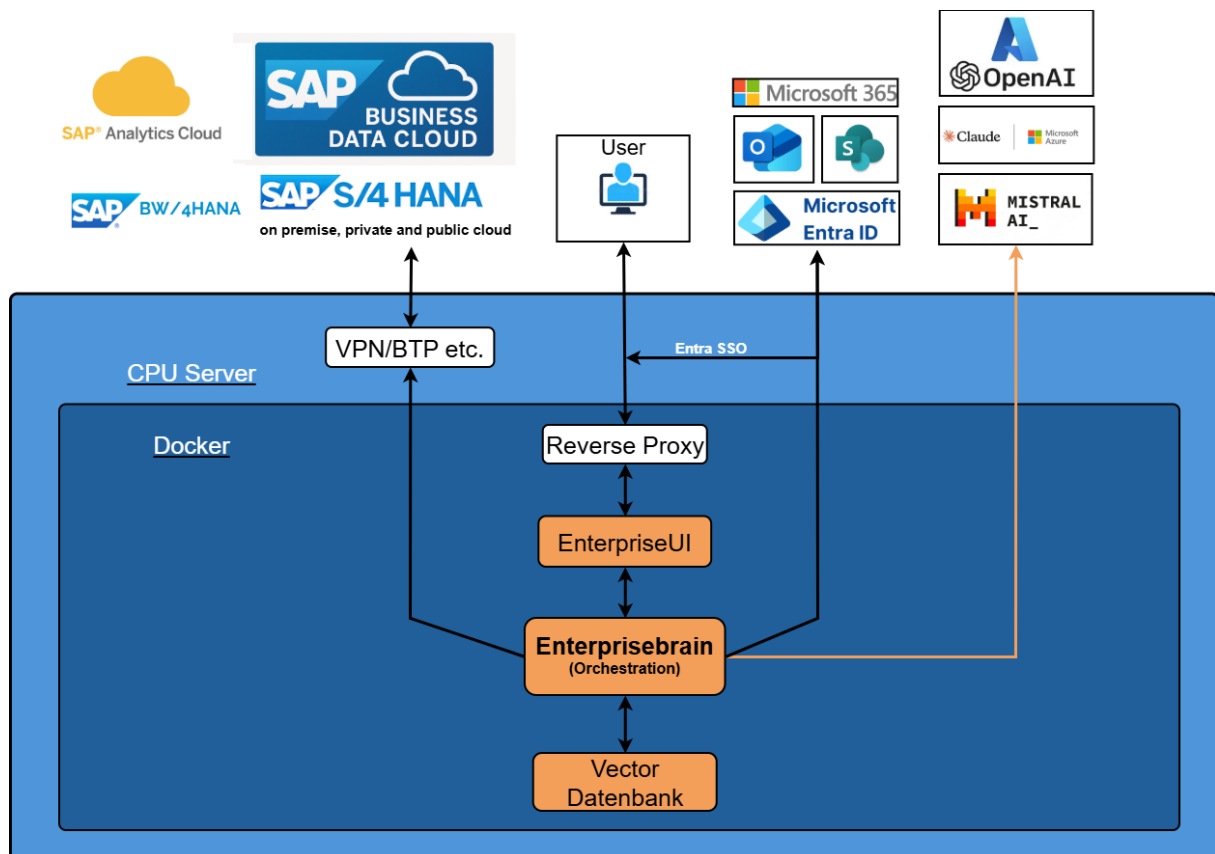 SAP® Analytics Cloud
SAP
BUSINESS
DATA CLOUD
SAP BW/4HANA
SAP S/4 HANA
on premise, private and public cloud
User
Microsoft 365
O
S
Microsoft
Entra ID
OpenAI
Claude
Microsoft
Azure
MISTRAL
AI_
VPN/BTP etc.
Entra SSO
CPU Server
Docker
Reverse Proxy
EnterpriseUI
Enterprisebrain
(Orchestration)
Vector
Datenbank